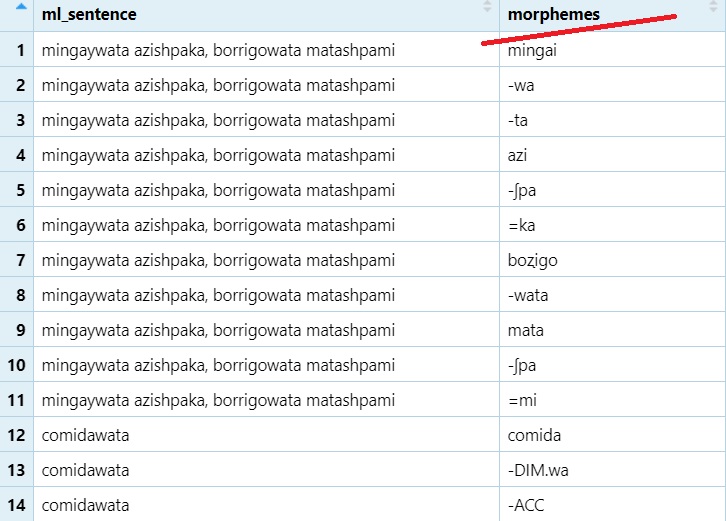 ml_sentence morphemes
1 mingaywata azishpaka, borrigowata matashpami mingai
2 mingaywata azishpaka, borrigowata matashpami -wa
3 mingaywata azishpaka, borrigowata matashpami -ta
4 mingaywata azishpaka, borrigowata matashpami azi
5 mingaywata azishpaka, borrigowata matashpami -ʃpa
6 mingaywata azishpaka, borrigowata matashpami =ka
7 mingaywata azishpaka, borrigowata matashpami boʐigo
8 mingaywata azishpaka, borrigowata matashpami -wata
9 mingaywata azishpaka, borrigowata matashpami mata
10 mingaywata azishpaka, borrigowata matashpami -ʃpa
11 mingaywata azishpaka, borrigowata matashpami =mi
12 comidawata comida
13 comidawata -DIM.wa
14 comidawata -ACC